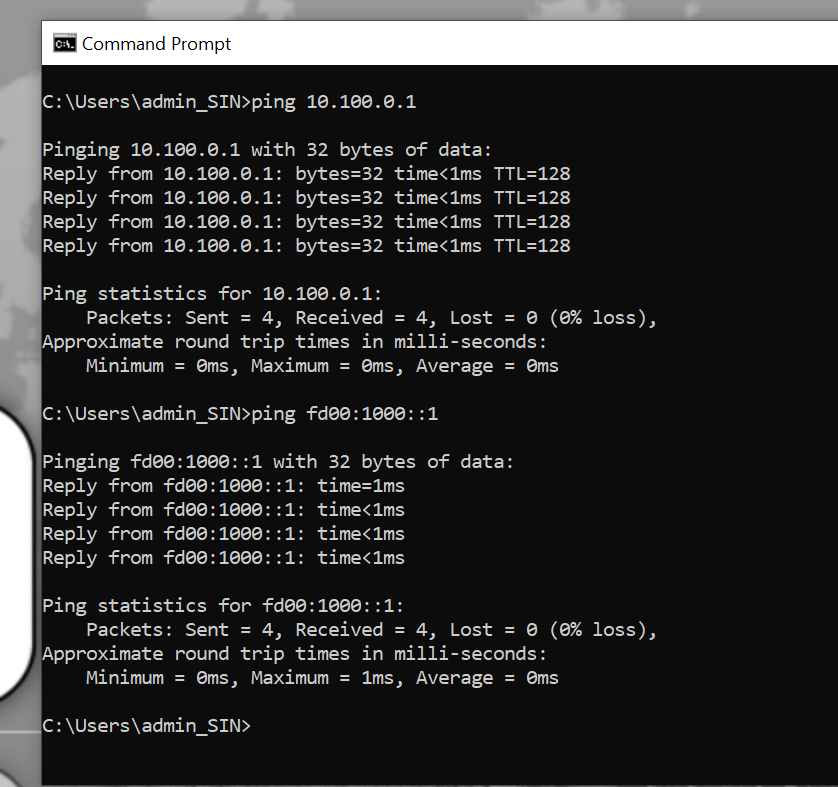 Command Prompt
C:\Users\admin_SIN>ping 10.100.0.1
Pinging 10.100.0.1 with 32 bytes of data:
Reply from 10.100.0.1: bytes=32 time<1ms TTL=128
Reply from 10.100.0.1: bytes=32 time<1ms TTL=128
Reply from 10.100.0.1: bytes=32 time<1ms TTL=128
Reply from 10.100.0.1: bytes=32 time<1ms TTL=128
Ping statistics for 10.100.0.1:
    Packets: Sent = 4, Received = 4, Lost = 0 (0% loss),
Approximate round trip times in milli-seconds:
    Minimum = 0ms, Maximum = 0ms, Average = 0ms
C:\Users\admin_SIN>ping fd00:1000::1
Pinging fd00:1000::1 with 32 bytes of data:
Reply from fd00:1000::1: time=1ms
Reply from fd00:1000::1: time<1ms
Reply from fd00:1000::1: time<1ms
Reply from fd00:1000::1: time<1ms
Ping statistics for fd00:1000::1:
    Packets: Sent = 4, Received = 4, Lost = 0 (0% loss),
Approximate round trip times in milli-seconds:
    Minimum = 0ms, Maximum = 1ms, Average = 0ms
C:\Users\admin_SIN>